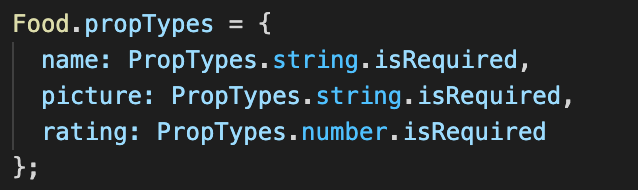 Food.propTypes = {
  name: PropTypes.string.isRequired,
  picture: PropTypes.string.isRequired,
  rating: PropTypes.number.isRequired
};